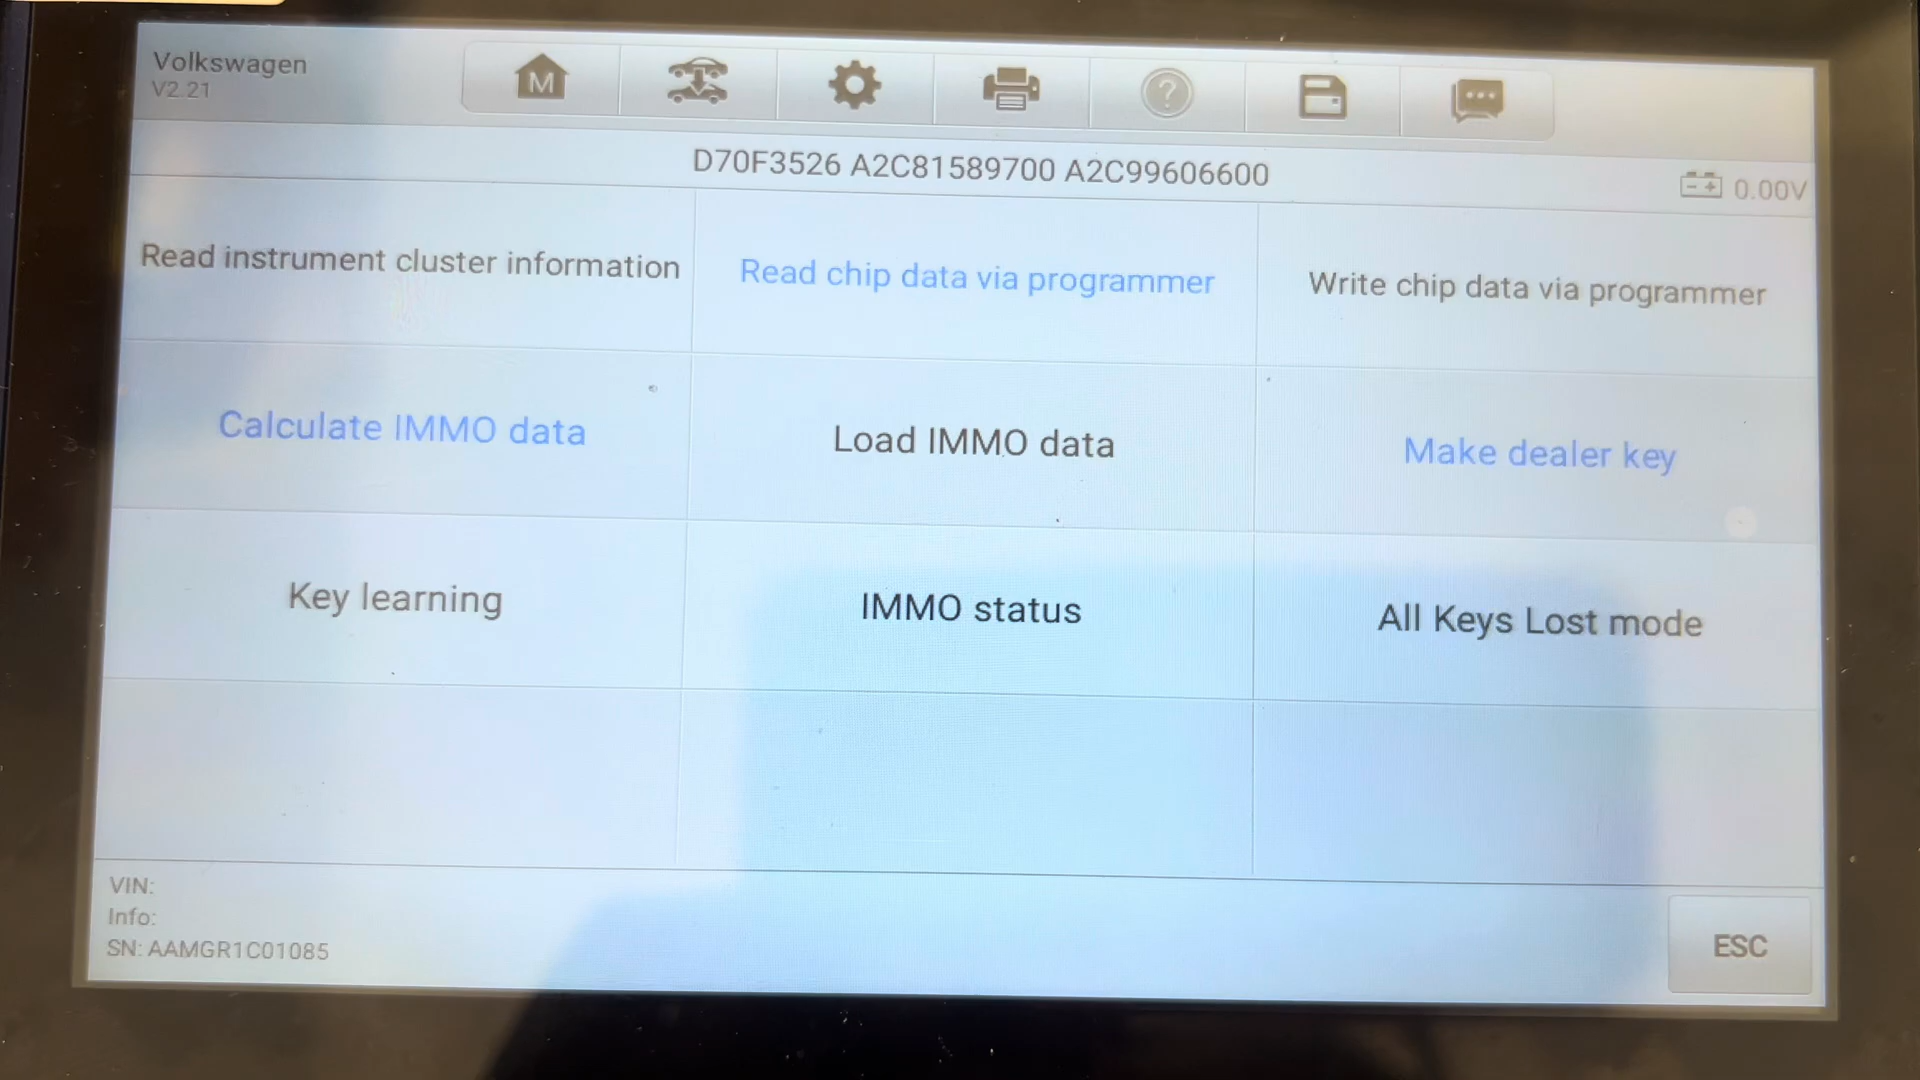 Volkswagen
V2.21
M
?
D70F3526 A2C81589700 A2C99606600
0.00V
Read instrument cluster information
Read chip data via programmer
Write chip data via programmer
Calculate IMMO data
Load IMMO data
Make dealer key
Key learning
IMMO status
All Keys Lost mode
VIN:
Info:
SN: AAMGR1C01085
ESC